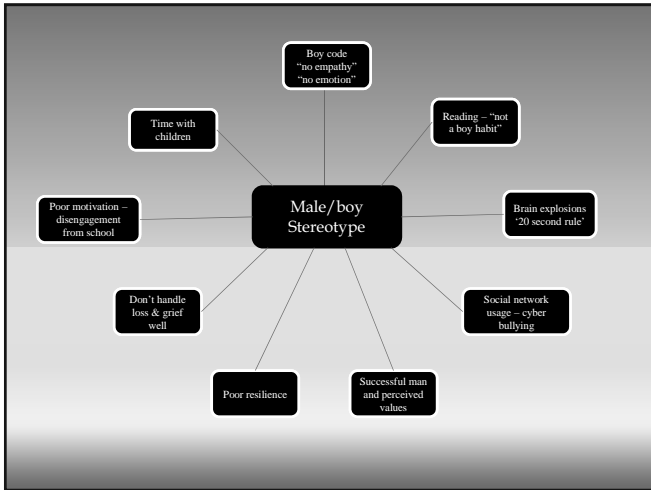 Boy code
“no empathy”
“no emotion”
Time with
children
Reading – “not
a boy habit”
Male/boy
Stereotype
Poor motivation –
disengagement
from school
Brain explosions
‘20 second rule’
Don’t handle
loss & grief
well
Social network
usage – cyber
bullying
Poor resilience
Successful man
and perceived
values